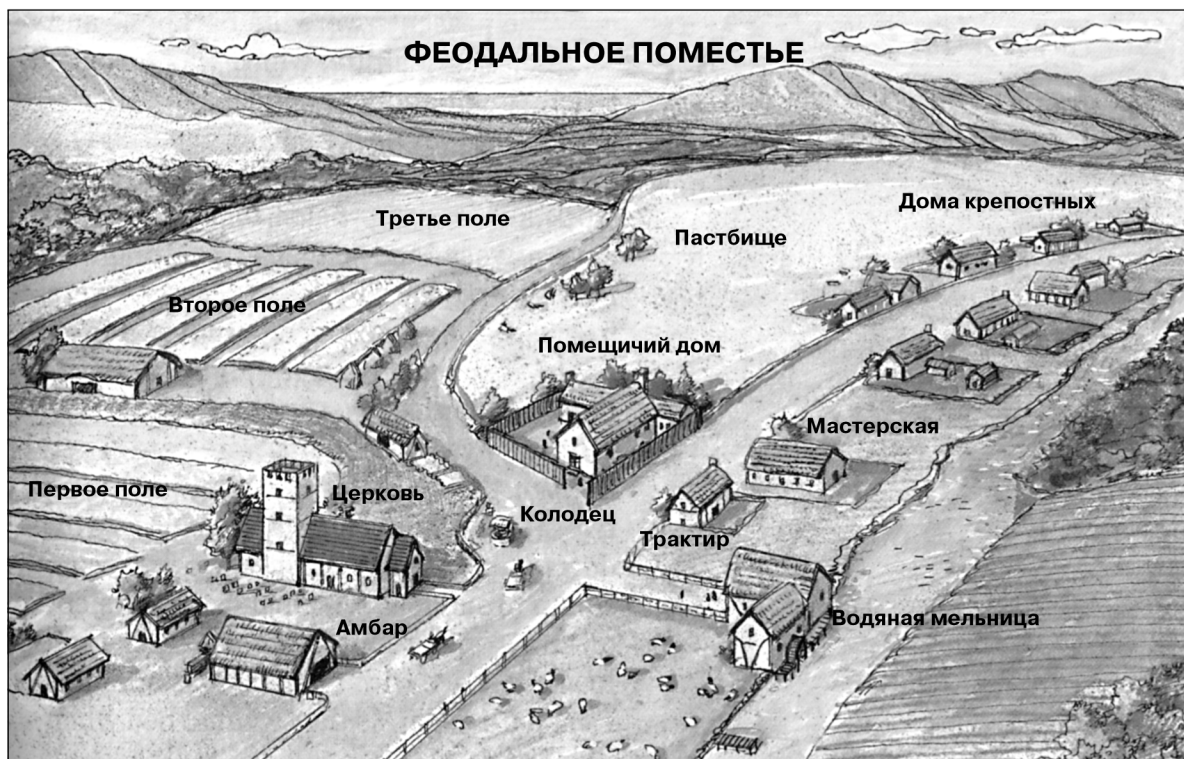 ФЕОДАЛЬНОЕ ПОМЕСТЬЕ
Дома крепостных
Третье поле
Пастбище
Второе поле
Помещичий дом
Мастерская
Первое поле
Церковь
Колодец
Трактир
Амбар
Водяная мельница